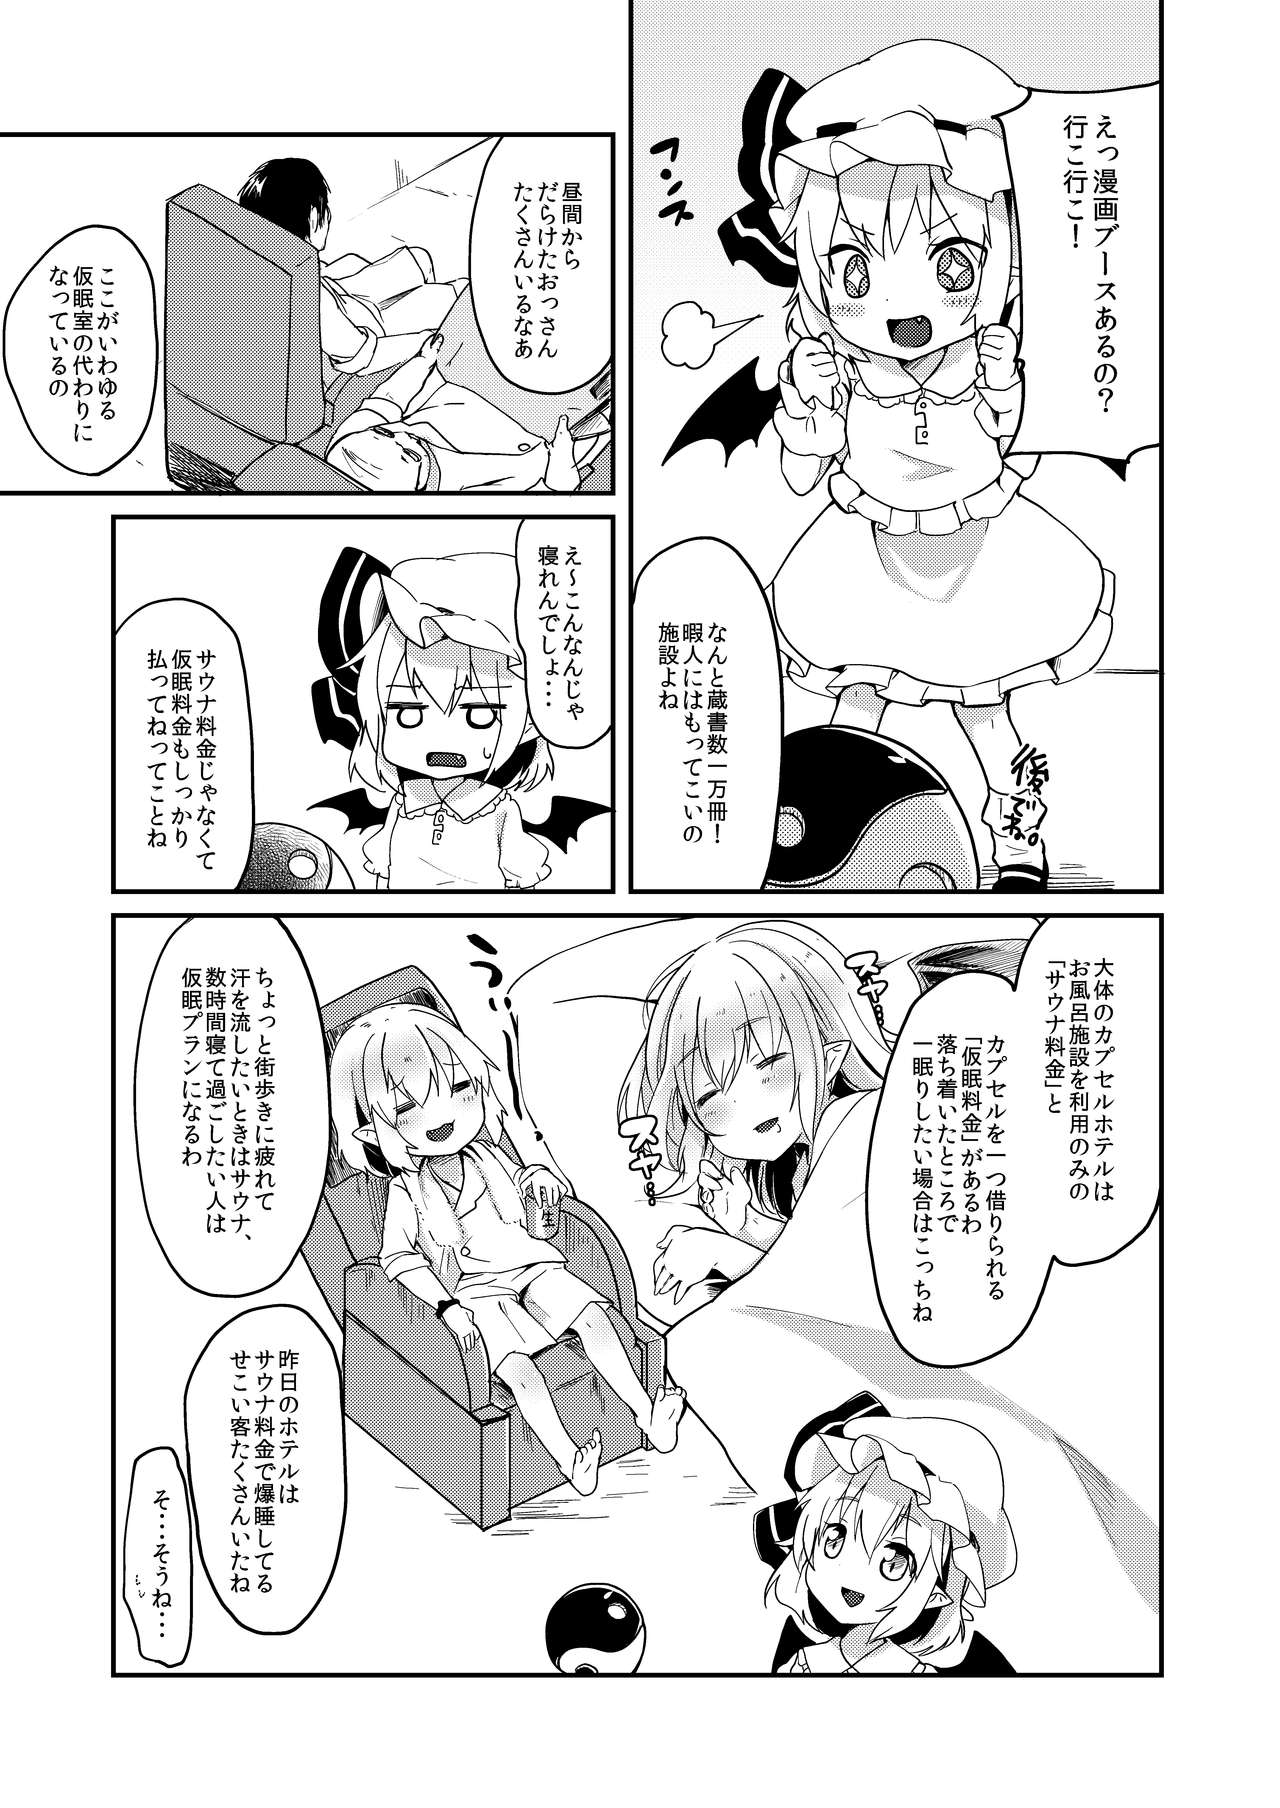 えっ漫画ブースあるの？
行こ行こ！
フンス
なんと蔵書数一万冊！
暇人にはもってこいの
施設よね
後でね。
昼間から
だらけたおっさん
たくさんいるなあ
ここがいわゆる
仮眠室の代わりに
なっているの
え～こんなんじゃ
寝れんでしょ・・・
サウナ料金じゃなくて
仮眠料金もしっかり
払ってねってことね
大体のカプセルホテルは
お風呂施設を利用のみの
「サウナ料金」と
カプセルを一つ借りられる
「仮眠料金」があるわ
落ち着いたところで
一眠りしたい場合はこっちね
スヤァ…
スヤァ…
う゛ぃ〜
生
ちょっと街歩きに疲れて
汗を流したいときはサウナ、
数時間寝て過ごしたい人は
仮眠プランになるわ
昨日のホテルは
サウナ料金で爆睡してる
せこい客たくさんいたね
そ・・・そうね・・・